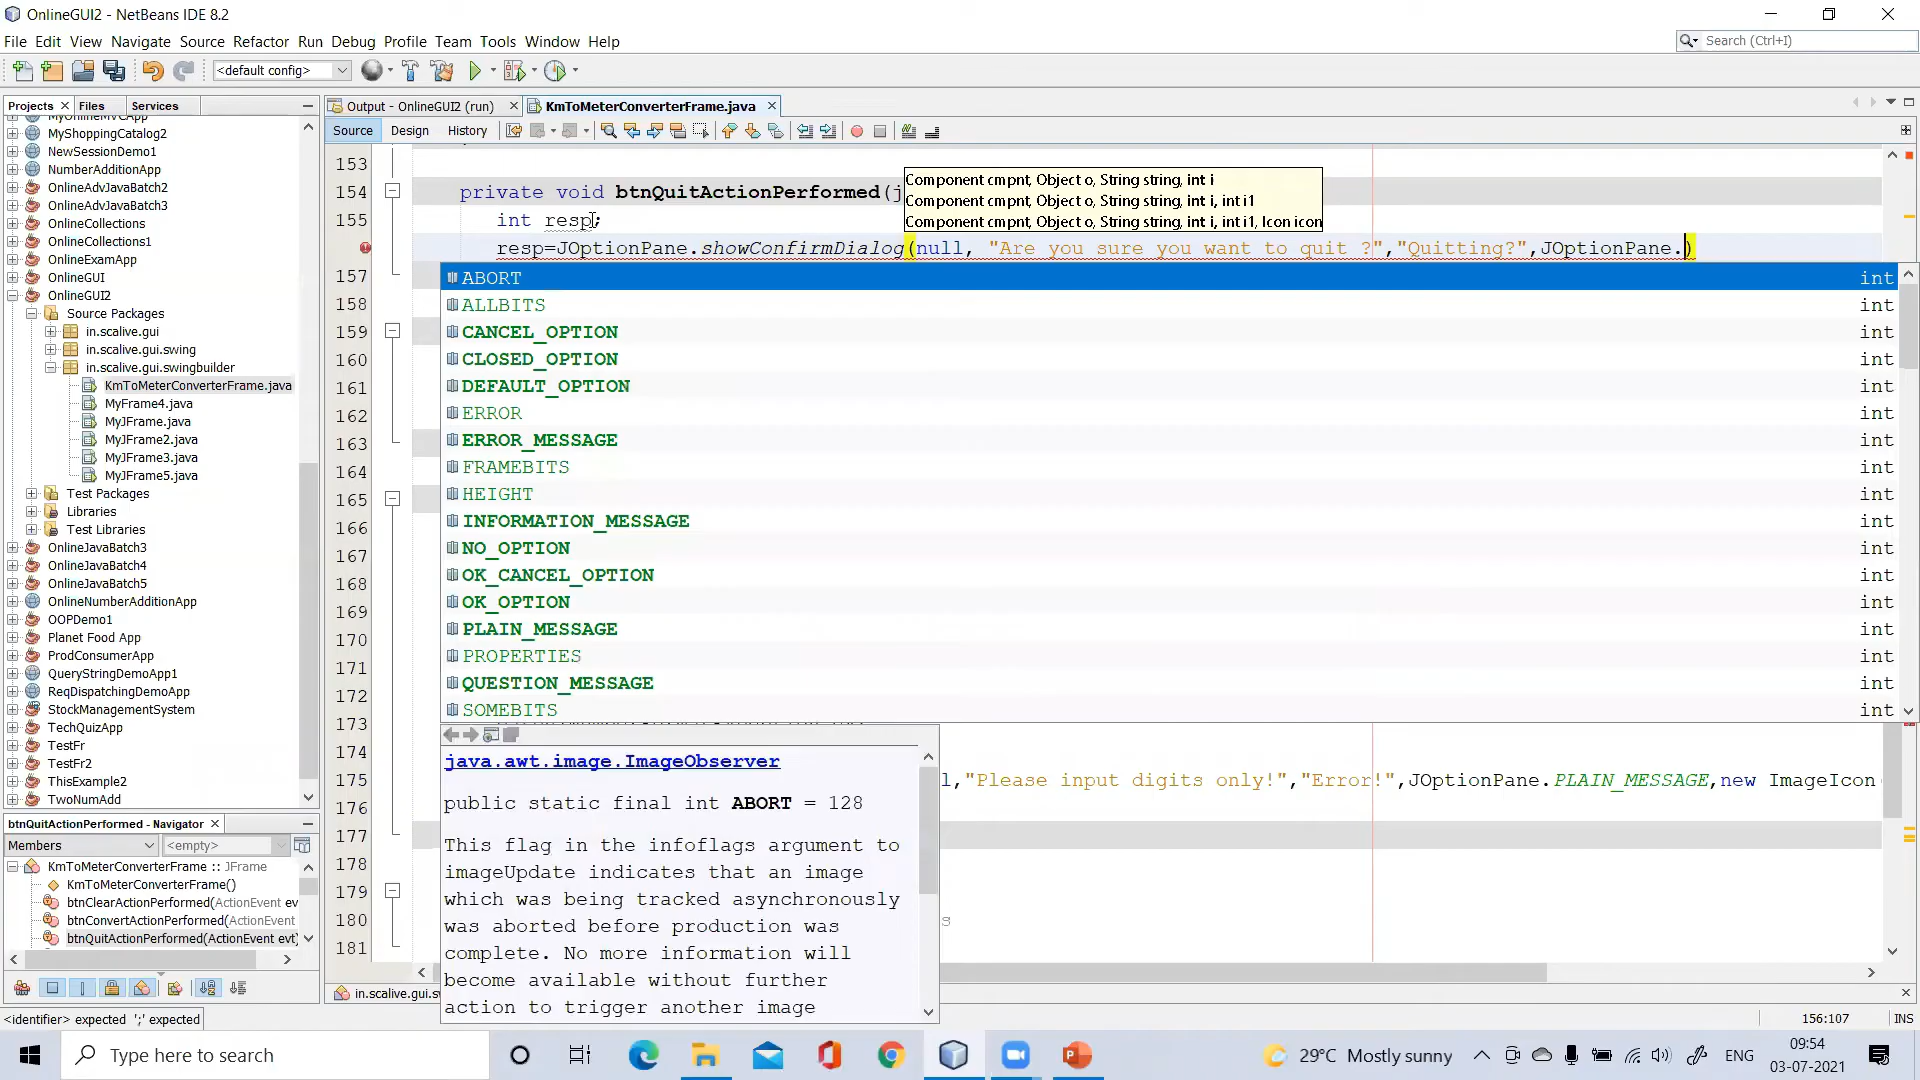 OnlineGUI2 - NetBeans IDE 8.2
File Edit View Navigate Source Refactor Run Debug Profile Team Tools Window Help
Search (Ctrl+I)
<default config>
Projects Files Services
MyOnlineMVCApp
MyShoppingCatalog2
NewSessionDemo1
NumberAdditionApp
OnlineAdvJavaBatch2
OnlineAdvJavaBatch3
OnlineCollections
OnlineCollections1
OnlineExamApp
OnlineGUI
OnlineGUI2
Source Packages
in.scalive.gui
in.scalive.gui.swing
in.scalive.gui.swingbuilder
KmToMeterConverterFrame.java
MyFrame4.java
MyJFrame.java
MyJFrame2.java
MyJFrame3.java
MyJFrame5.java
Test Packages
Libraries
Test Libraries
OnlineJavaBatch3
OnlineJavaBatch4
OnlineJavaBatch5
OnlineNumberAdditionApp
OOPDemo1
Planet Food App
ProdConsumerApp
QueryStringDemoApp1
ReqDispatchingDemoApp
StockManagementSystem
TechQuizApp
TestFr
TestFr2
ThisExample2
TwoNumAdd
btnQuitActionPerformed - Navigator
Members <empty>
KmToMeterConverterFrame :: JFrame
KmToMeterConverterFrame()
btnClearActionPerformed(ActionEvent ev
btnConvertActionPerformed(ActionEvent
btnQuitActionPerformed(ActionEvent evt)
Output - OnlineGUI2 (run) KmToMeterConverterFrame.java
Source Design History
153
154 private void btnQuitActionPerformed(j
155 int resp;
resp=JOptionPane.showConfirmDialog(null, "Are you sure you want to quit ?","Quitting?",JOptionPane.)
Component cmpnt, Object o, String string, int i
Component cmpnt, Object o, String string, int i, int i1
Component cmpnt, Object o, String string, int i, int i1, Icon icon
157
158
159
160
161
162
163
164
165
166
167
168
169
170
171
172
173
174
175 l,"Please input digits only!","Error!",JOptionPane.PLAIN_MESSAGE,new ImageIcon
176
177
178
179
180 s
181
ABORT int
ALLBITS int
CANCEL_OPTION int
CLOSED_OPTION int
DEFAULT_OPTION int
ERROR int
ERROR_MESSAGE int
FRAMEBITS int
HEIGHT int
INFORMATION_MESSAGE int
NO_OPTION int
OK_CANCEL_OPTION int
OK_OPTION int
PLAIN_MESSAGE int
PROPERTIES int
QUESTION_MESSAGE int
SOMEBITS int
java.awt.image.ImageObserver
public static final int ABORT = 128
This flag in the infoflags argument to
imageUpdate indicates that an image
which was being tracked asynchronously
was aborted before production was
complete. No more information will
become available without further
action to trigger another image
in.scalive.gui.sw
<identifier> expected ';' expected
156:107 INS
Type here to search
29°C Mostly sunny
ENG
09:54
03-07-2021